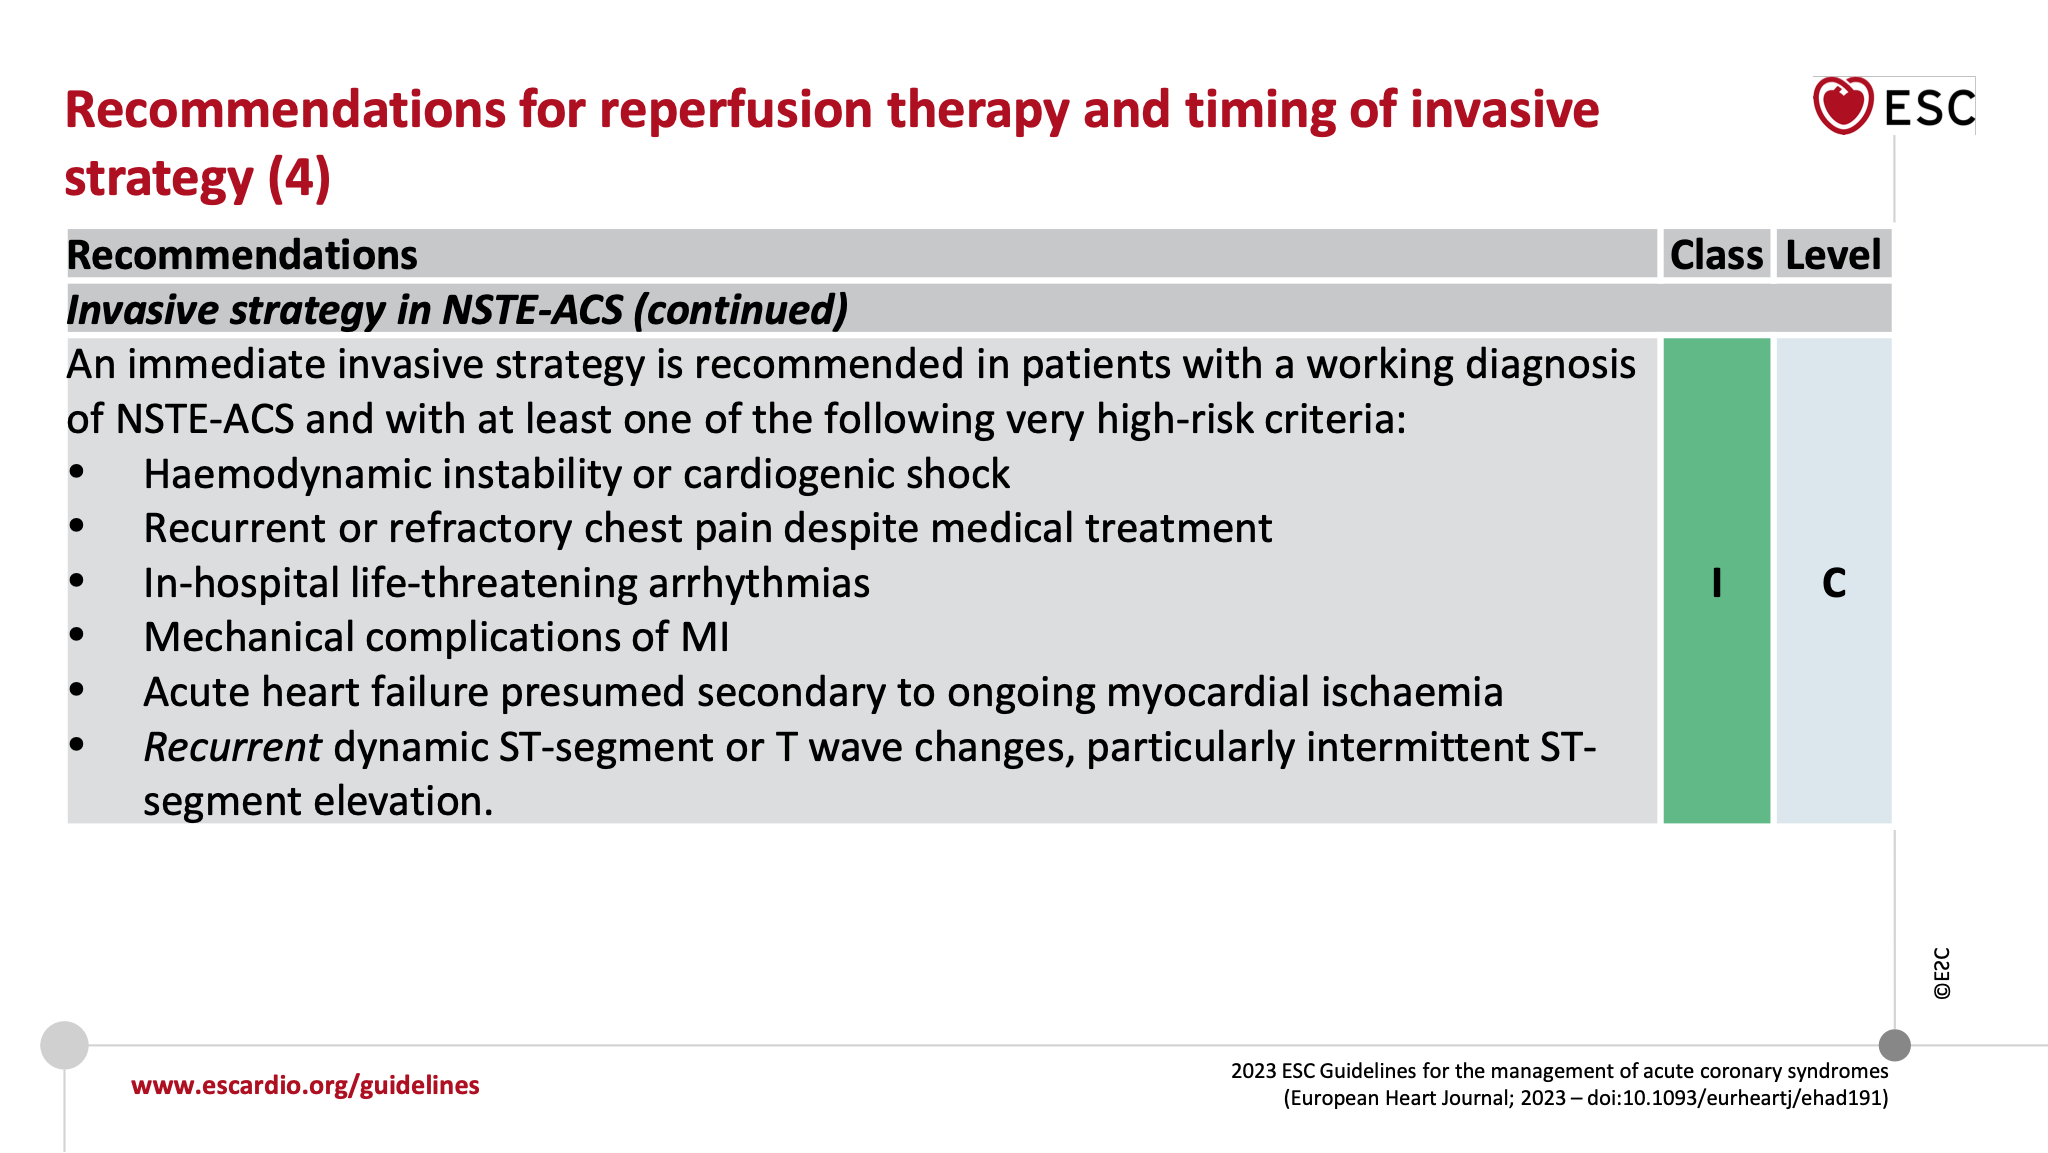 Recommendations for reperfusion therapy and timing of invasive
strategy (4)
ESC
Recommendations Class Level
Invasive strategy in NSTE-ACS (continued)
An immediate invasive strategy is recommended in patients with a working diagnosis
of NSTE-ACS and with at least one of the following very high-risk criteria:
• Haemodynamic instability or cardiogenic shock
• Recurrent or refractory chest pain despite medical treatment
• In-hospital life-threatening arrhythmias
• Mechanical complications of MI
• Acute heart failure presumed secondary to ongoing myocardial ischaemia
• Recurrent dynamic ST-segment or T wave changes, particularly intermittent ST-
segment elevation.
I C
©ESC
www.escardio.org/guidelines
2023 ESC Guidelines for the management of acute coronary syndromes
(European Heart Journal; 2023 – doi:10.1093/eurheartj/ehad191)